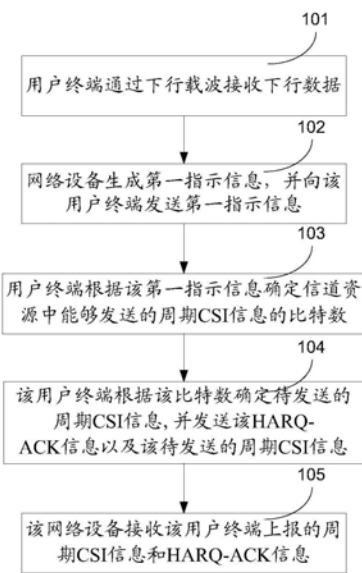 101
用户终端通过下行载波接收下行数据
102
网络设备生成第一指示信息，并向该
用户终端发送第一指示信息
103
用户终端根据该第一指示信息确定信道资
源中能够发送的周期CSI信息的比特数
104
该用户终端根据该比特数确定待发送的
周期CSI信息,并发送该HARQ-
ACK信息以及该待发送的周期CSI信息
105
该网络设备接收该用户终端上报的周
期CSI信息和HARQ-ACK信息